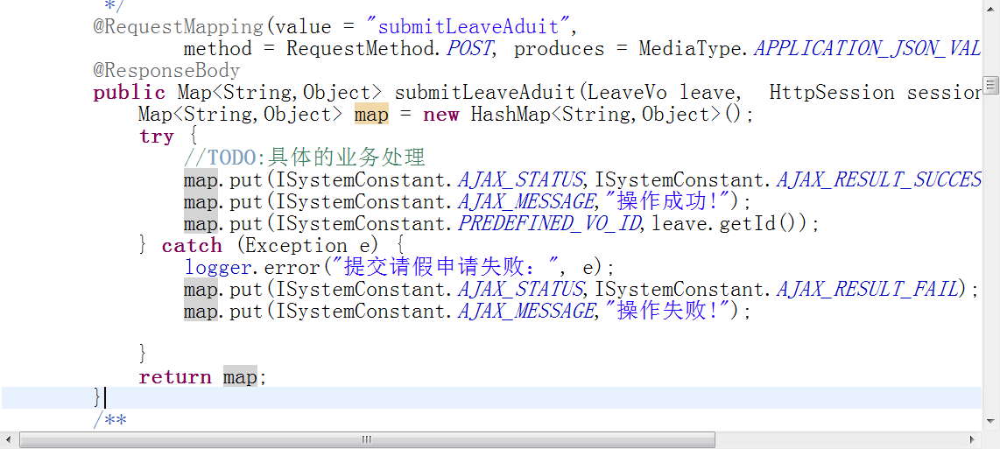 */
@RequestMapping(value = "submitLeaveAduit",
method = RequestMethod.POST, produces = MediaType.APPLICATION_JSON_VAL
@ResponseBody
public Map<String,Object> submitLeaveAduit(LeaveVo leave,  HttpSession session
Map<String,Object> map = new HashMap<String,Object>();
try {
//TODO:具体的业务处理
map.put(ISystemConstant.AJAX_STATUS,ISystemConstant.AJAX_RESULT_SUCCES
map.put(ISystemConstant.AJAX_MESSAGE,"操作成功!");
map.put(ISystemConstant.PREDEFINED_VO_ID,leave.getId());
} catch (Exception e) {
logger.error("提交请假申请失败：", e);
map.put(ISystemConstant.AJAX_STATUS,ISystemConstant.AJAX_RESULT_FAIL);
map.put(ISystemConstant.AJAX_MESSAGE,"操作失败!");
}
return map;
}
/**